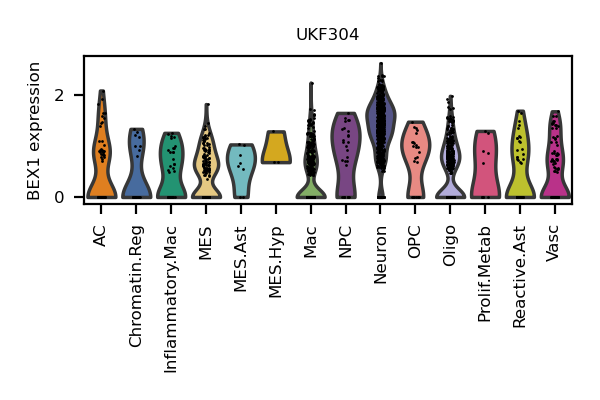 UKF304
BEX1 expression
2
0
AC
Chromatin.Reg
Inflammatory.Mac
MES
MES.Ast
MES.Hyp
Mac
NPC
Neuron
OPC
Oligo
Prolif.Metab
Reactive.Ast
Vasc